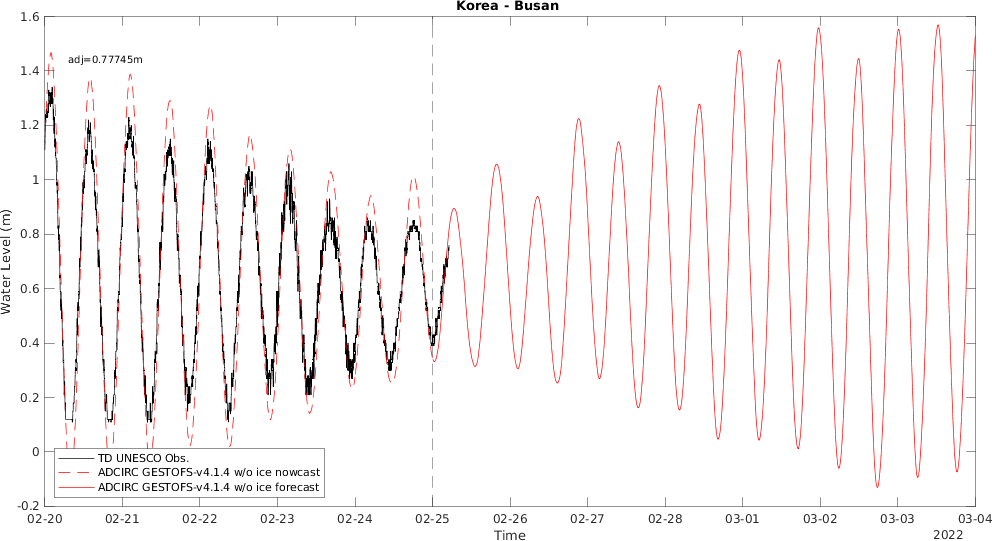 Korea - Busan
adj=0.77745m
Water Level (m)
1.6
1.4
1.2
1
0.8
0.6
0.4
0.2
0
-0.2
TD UNESCO Obs.
ADCIRC GESTOFS-v4.1.4 w/o ice nowcast
ADCIRC GESTOFS-v4.1.4 w/o ice forecast
02-20 02-21 02-22 02-23 02-24 02-25 02-26 02-27 02-28 03-01 03-02 03-03 03-04
Time
2022